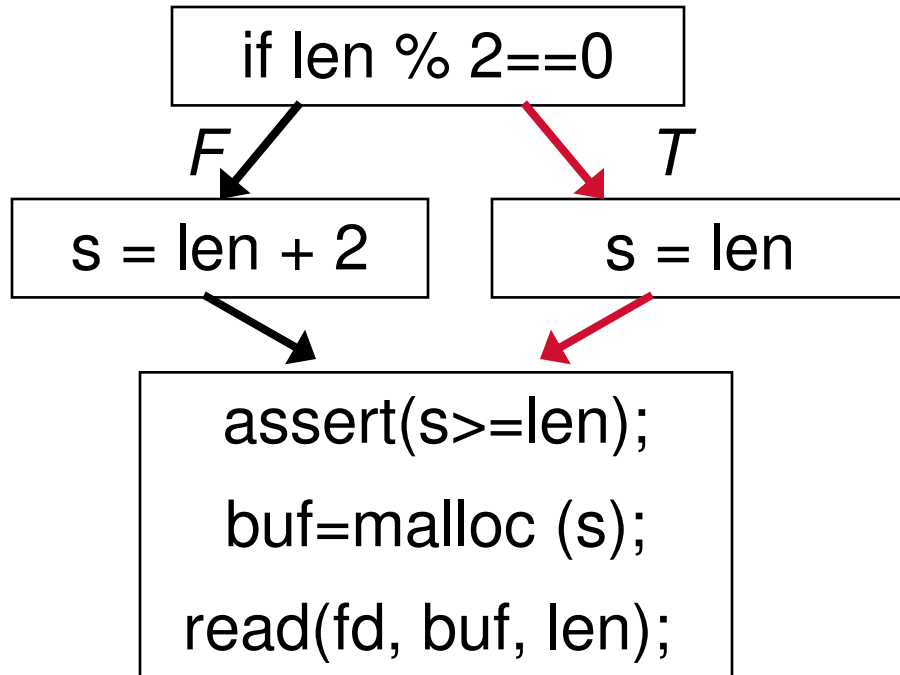 if len % 2==0
F
T
s = len + 2
s = len
assert(s>=len);
buf=malloc (s);
read(fd, buf, len);